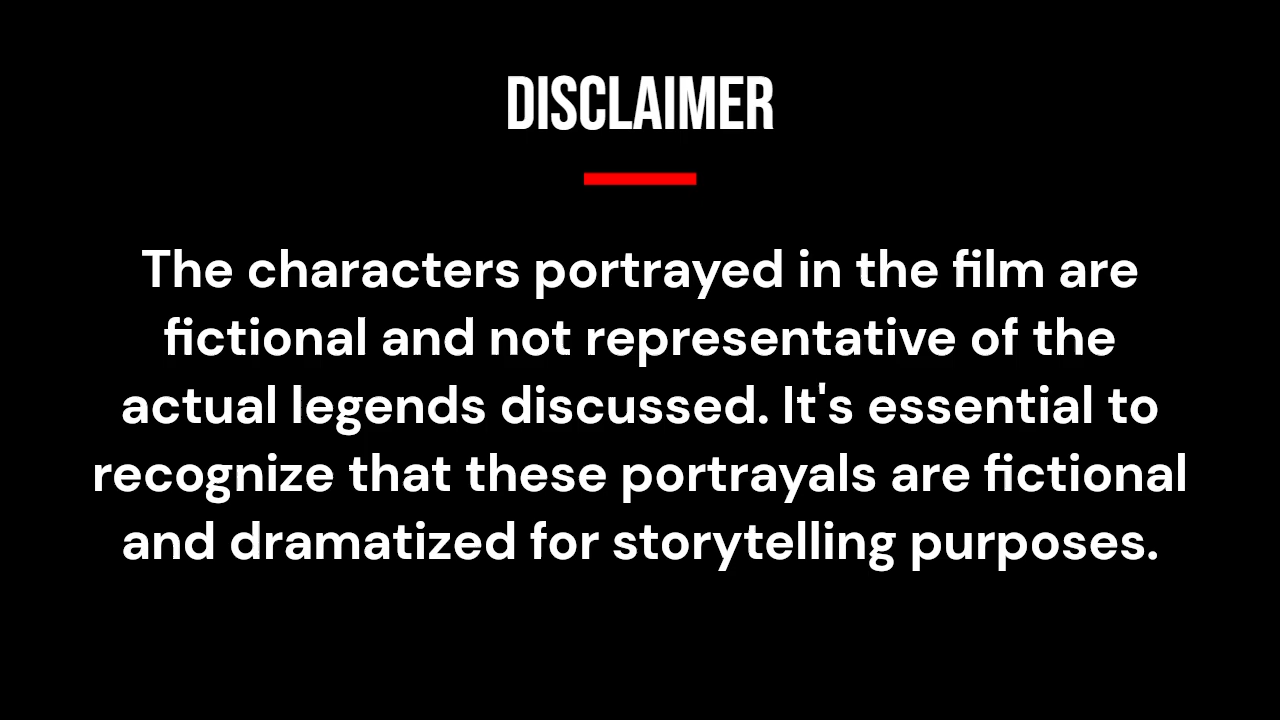 DISCLAIMER
The characters portrayed in the film are
fictional and not representative of the
actual legends discussed. It's essential to
recognize that these portrayals are fictional
and dramatized for storytelling purposes.